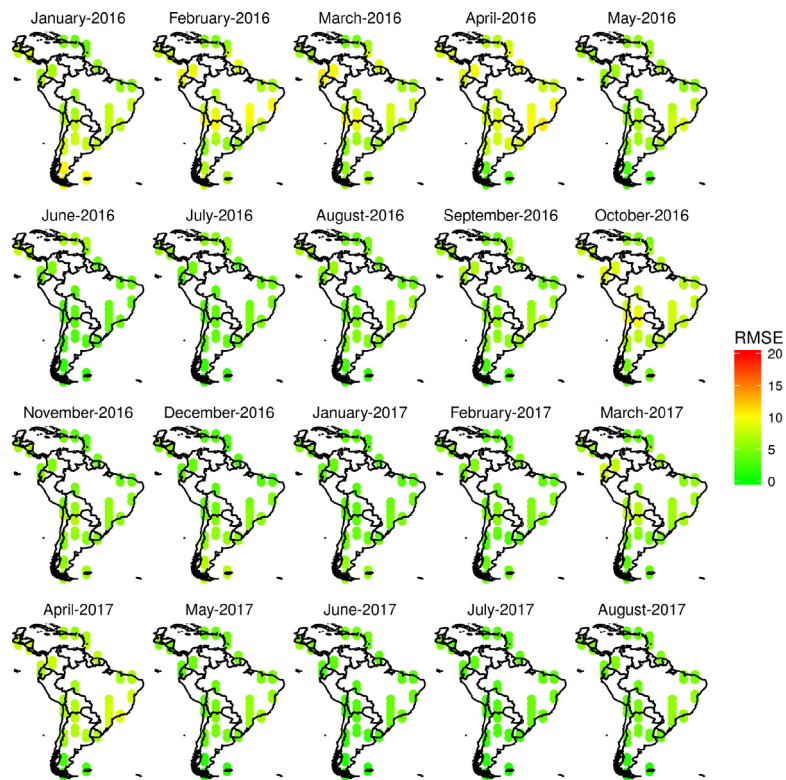 January-2016 February-2016 March-2016 April-2016 May-2016
June-2016 July-2016 August-2016 September-2016 October-2016
RMSE
20
15
10
5
0
November-2016 December-2016 January-2017 February-2017 March-2017
April-2017 May-2017 June-2017 July-2017 August-2017